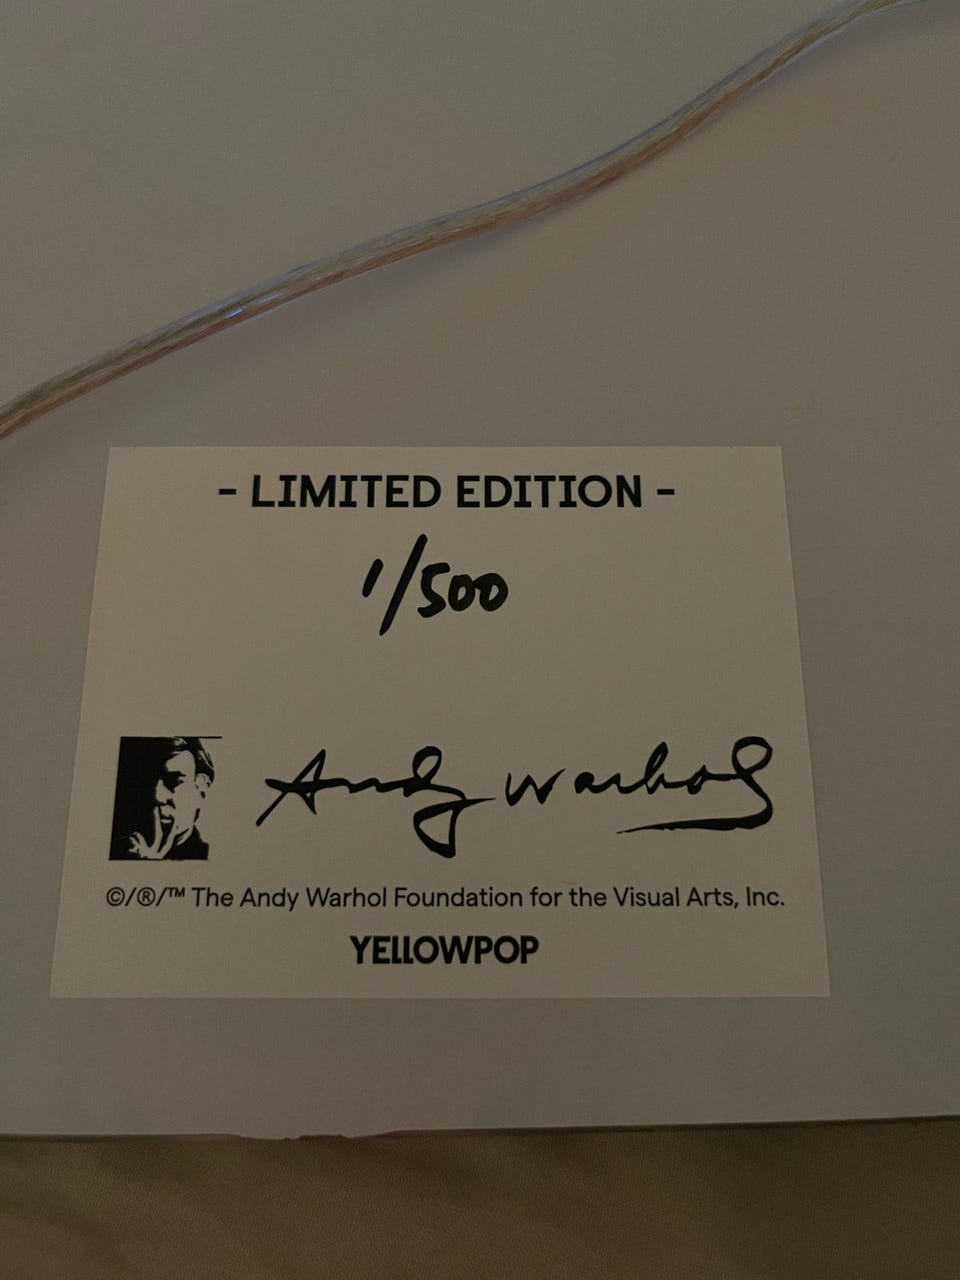 - LIMITED EDITION -
1/500
Andy Warhol
©/®/™ The Andy Warhol Foundation for the Visual Arts, Inc.
YELLOWPOP